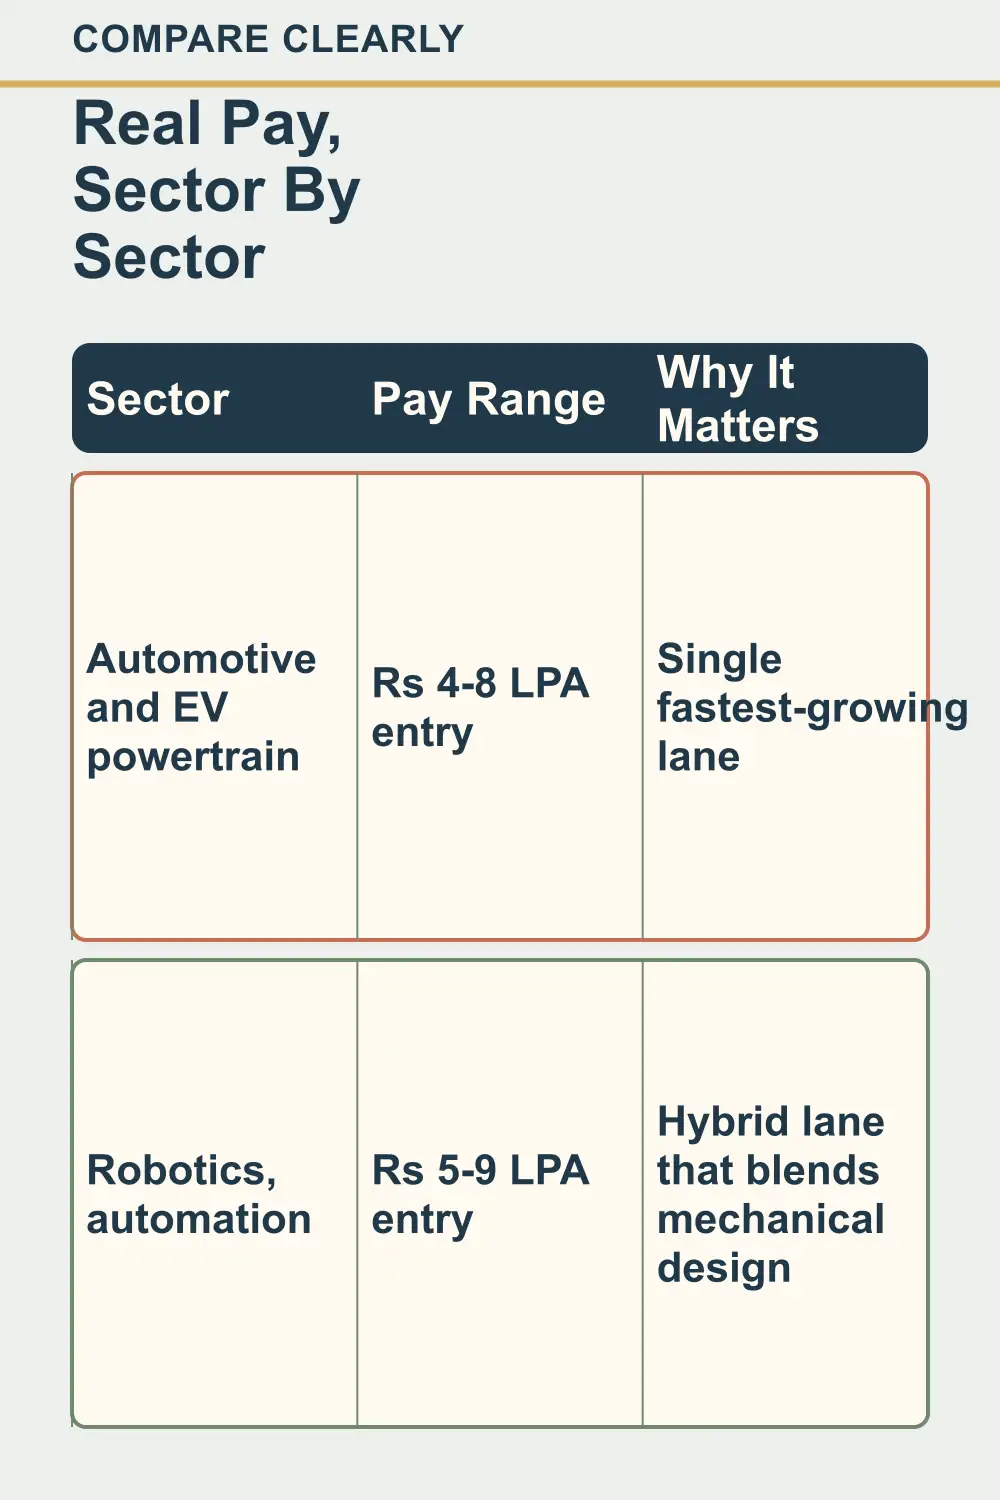 COMPARE CLEARLY
Real Pay,
Sector By
Sector
Sector
Pay Range
Why It
Matters
Automotive
and EV
powertrain
Rs 4-8 LPA
entry
Single
fastest-growing
lane
Robotics,
automation
Rs 5-9 LPA
entry
Hybrid lane
that blends
mechanical
design